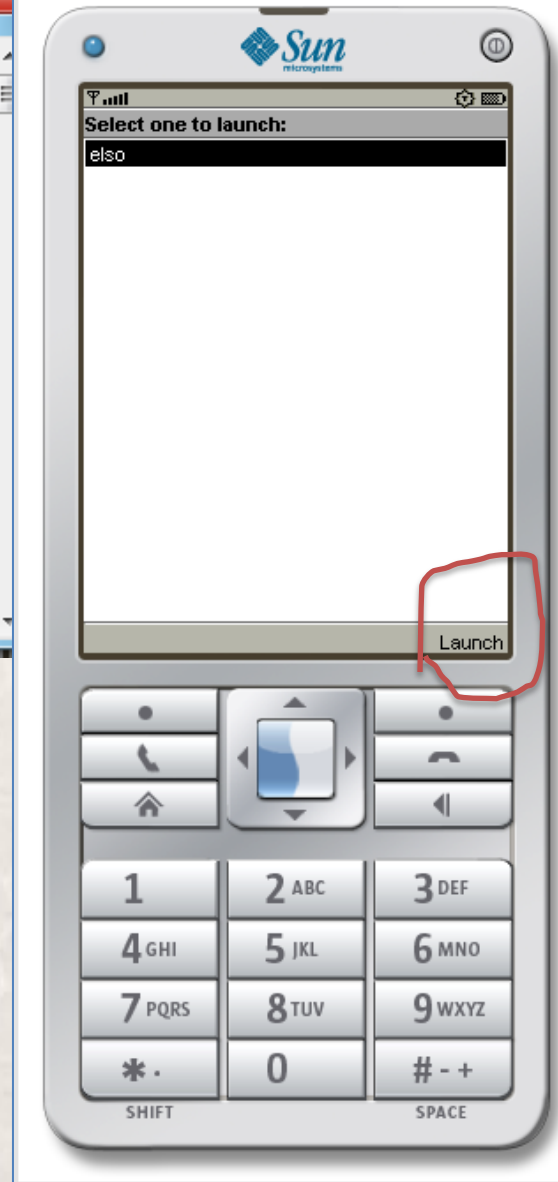 Sun
microsystems
Select one to launch:
elso
Launch
1
2 ABC
3 DEF
4 GHI
5 JKL
6 MNO
7 PQRS
8 TUV
9 WXYZ
* .
0
# - +
SHIFT
SPACE